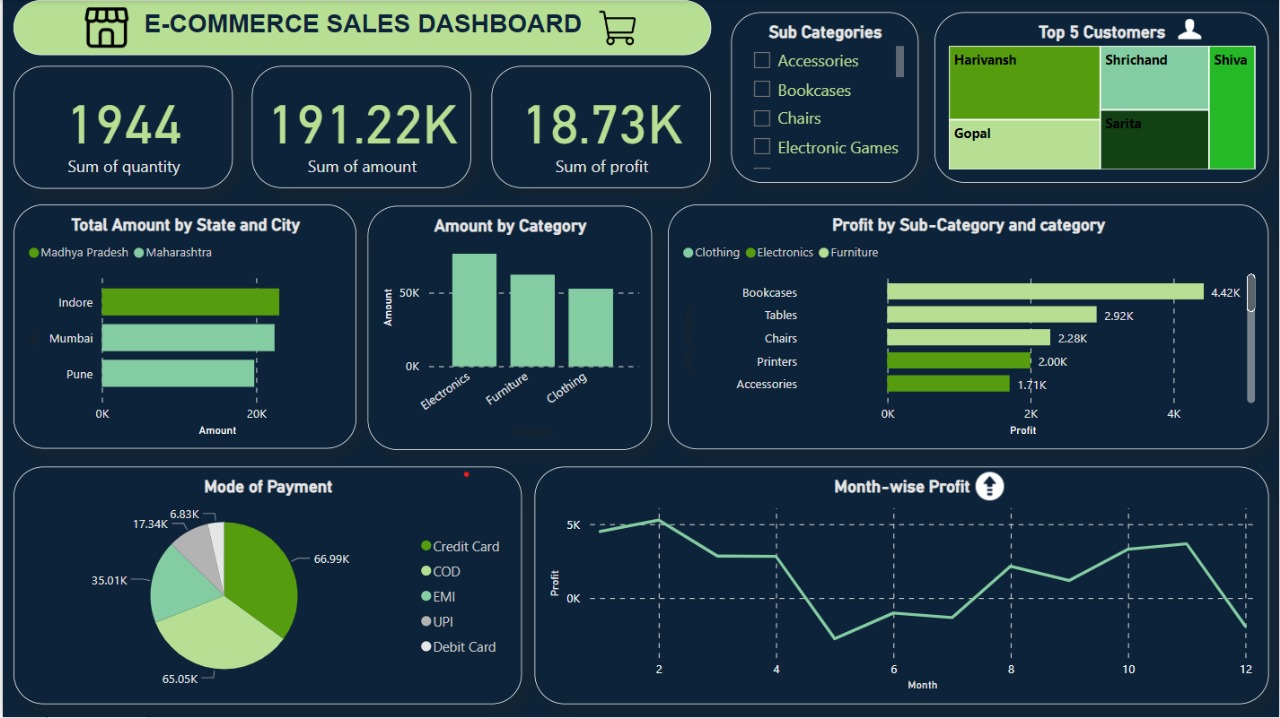 E-COMMERCE SALES DASHBOARD
1944
Sum of quantity
191.22K
Sum of amount
18.73K
Sum of profit
Sub Categories
Accessories
Bookcases
Chairs
Electronic Games
Top 5 Customers
Harivansh
Gopal
Shrichand
Sarita
Shiva
Total Amount by State and City
Madhya Pradesh Maharashtra
Indore
Mumbai
Pune
0K 20K
Amount
Amount by Category
Amount
50K
0K
Electronics Furniture Clothing
Profit by Sub-Category and category
Clothing Electronics Furniture
Bookcases 4.42K
Tables 2.92K
Chairs 2.28K
Printers 2.00K
Accessories 1.71K
0K 2K 4K
Profit
Mode of Payment
6.83K
17.34K
35.01K
65.05K
66.99K
Credit Card
COD
EMI
UPI
Debit Card
Month-wise Profit
Profit
5K
0K
2 4 6 8 10 12
Month